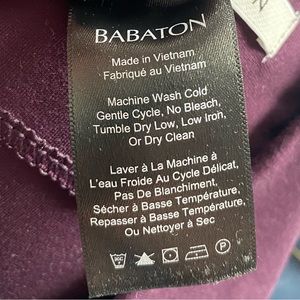 BABATON
Made in Vietnam
Fabriqué au Vietnam
Machine Wash Cold
Gentle Cycle, No Bleach,
Tumble Dry Low, Low Iron,
Or Dry Clean
Laver à La Machine à
L'eau Froide Au Cycle Délicat,
Pas De Blanchiment,
Sécher à Basse Température,
Repasser à Basse Température,
Ou Nettoyer à Sec